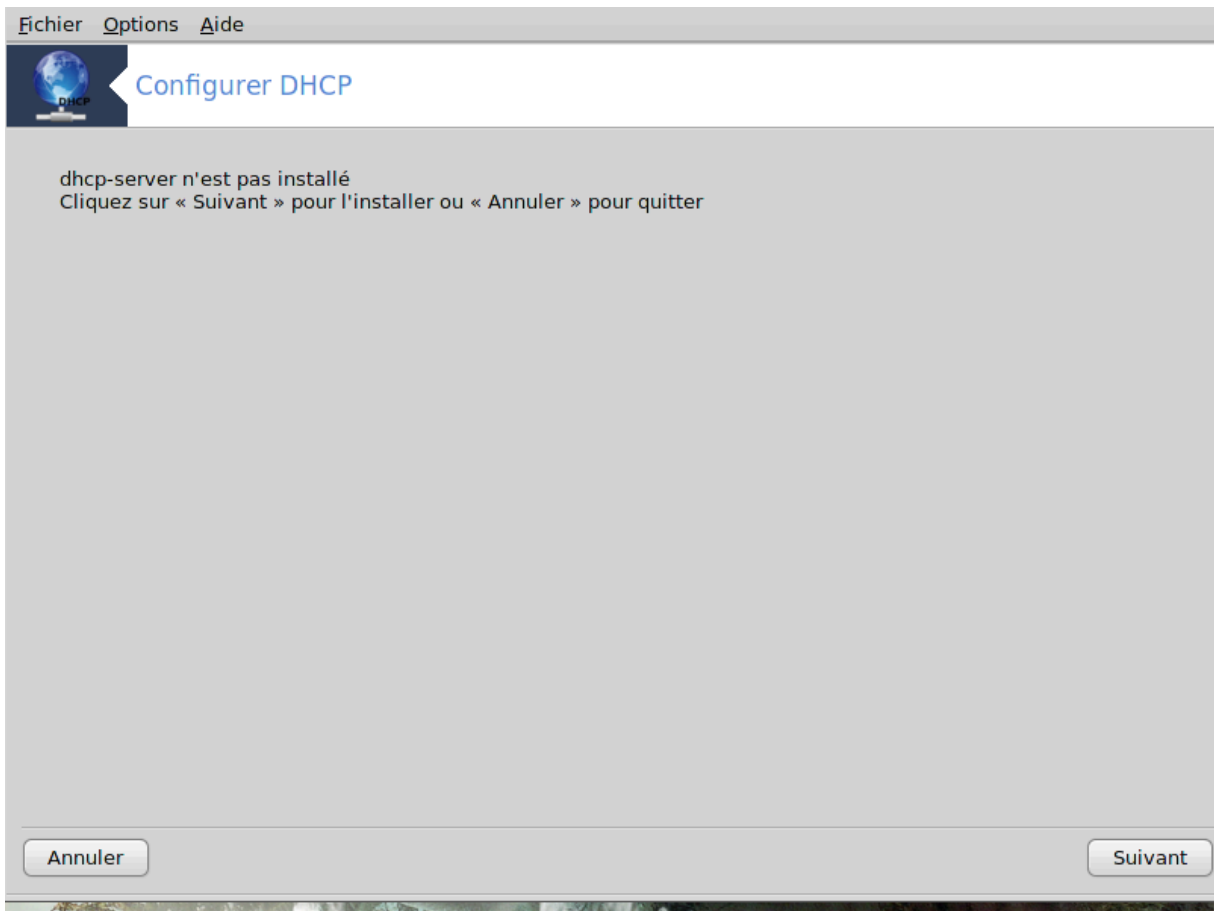 Fichier Options Aide
DHCP
Configurer DHCP
dhcp-server n'est pas installé
Cliquez sur « Suivant » pour l'installer ou « Annuler » pour quitter
Annuler
Suivant